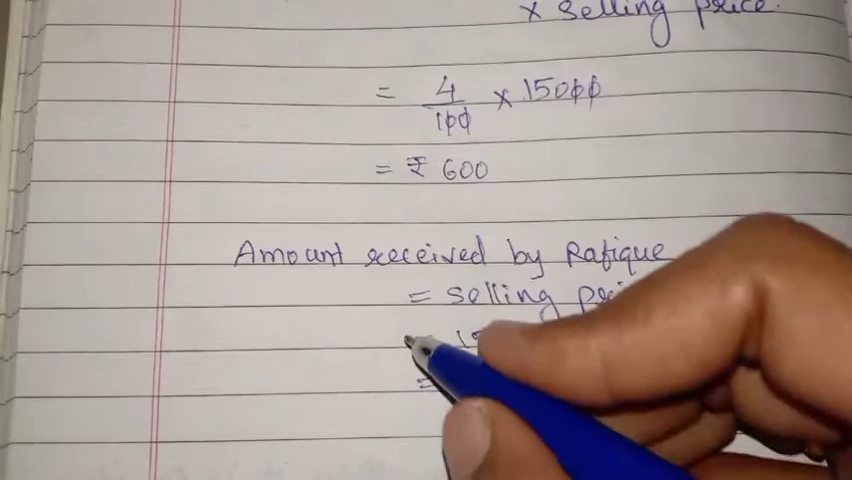 × Selling price.
= 4/100 × 15000
= ₹ 600
Amount received by Rafique
= Selling
=
=